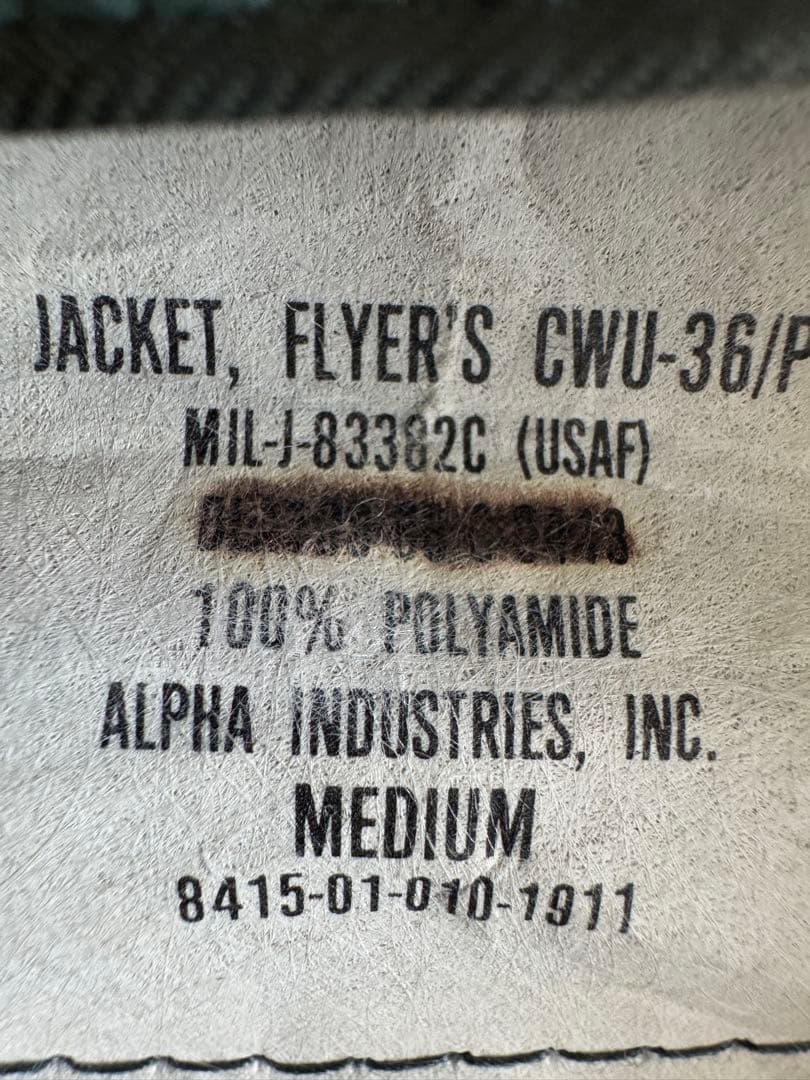 JACKET, FLYER'S CWU-36/P
MIL-J-83382C (USAF)
100% POLYAMIDE
ALPHA INDUSTRIES, INC.
MEDIUM
8415-01-010-1911